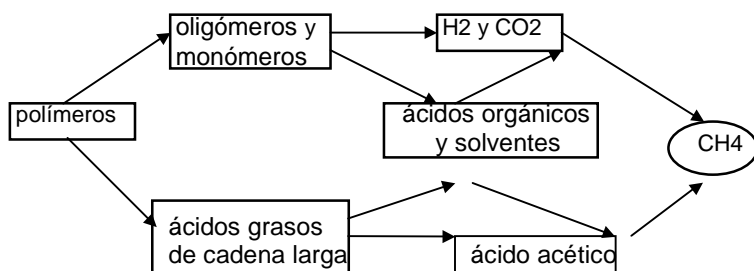 oligómeros y
monómeros
H2 y CO2
polímeros
ácidos orgánicos
y solventes
CH4
ácidos grasos
de cadena larga
ácido acético